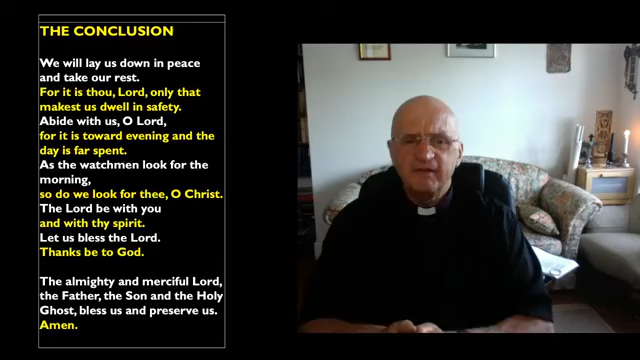 THE CONCLUSION
We will lay us down in peace
and take our rest.
For it is thou, Lord, only that
makest us dwell in safety.
Abide with us, O Lord,
for it is toward evening and the
day is far spent.
As the watchmen look for the
morning,
so do we look for thee, O Christ.
The Lord be with you
and with thy spirit.
Let us bless the Lord.
Thanks be to God.
The almighty and merciful Lord,
the Father, the Son and the Holy
Ghost, bless us and preserve us.
Amen.